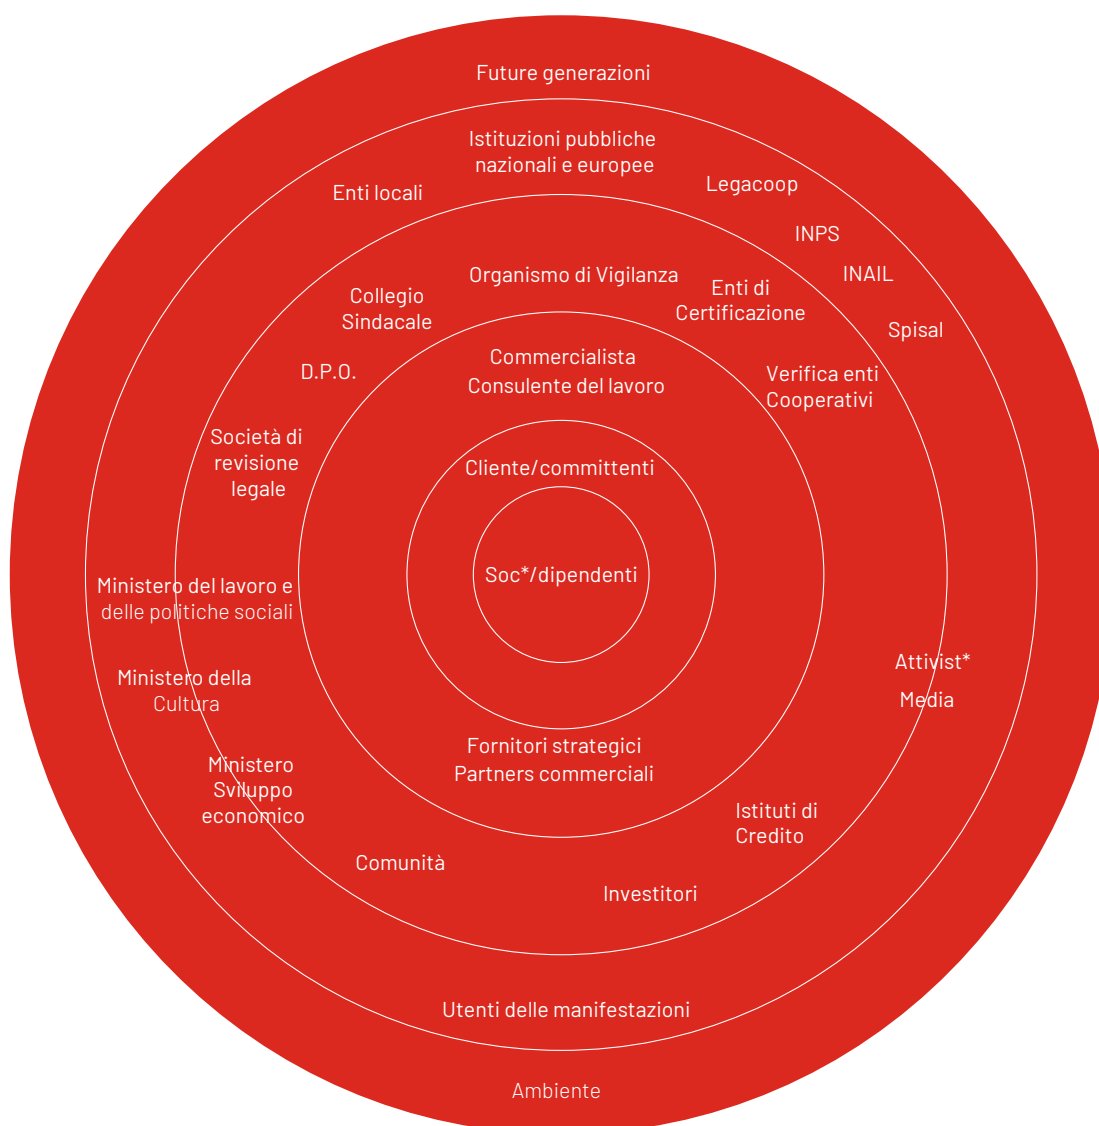 Future generazioni
Istituzioni pubbliche
nazionali e europee
Legacoop
Enti locali
INPS
INAIL
Organismo di Vigilanza
Enti di
Certificazione
Collegio
Sindacale
Spisal
Commercialista
Consulente del lavoro
D.P.O.
Verifica enti
Cooperativi
Società di
revisione
legale
Cliente/committenti
Soc*/dipendenti
Ministero del lavoro e
delle politiche sociali
Ministero della
Cultura
Attivist*
Media
Fornitori strategici
Partners commerciali
Ministero
Sviluppo
economico
Istituti di
Credito
Comunità
Investitori
Utenti delle manifestazioni
Ambiente